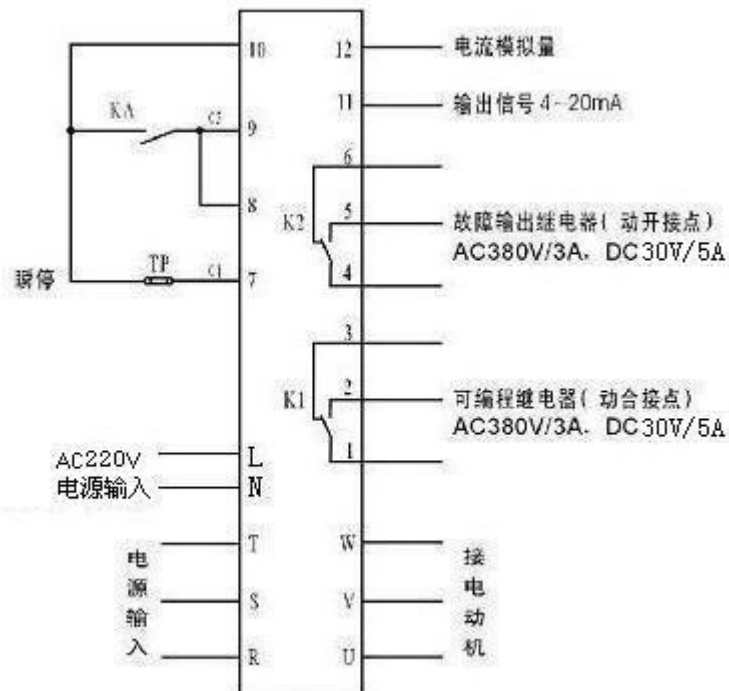 10
12
电流模拟量
KA
C2
9
11
输出信号 4~20mA
8
6
K2
5
故障输出继电器( 动开接点)
AC380V/3A. DC30V/5A
4
瞬停
TP
C1
7
3
K1
2
可编程继电器( 动合接点)
AC380V/3A. DC30V/5A
1
AC220V
电源输入
L
N
电源输入
T
S
R
W
V
U
接电动机